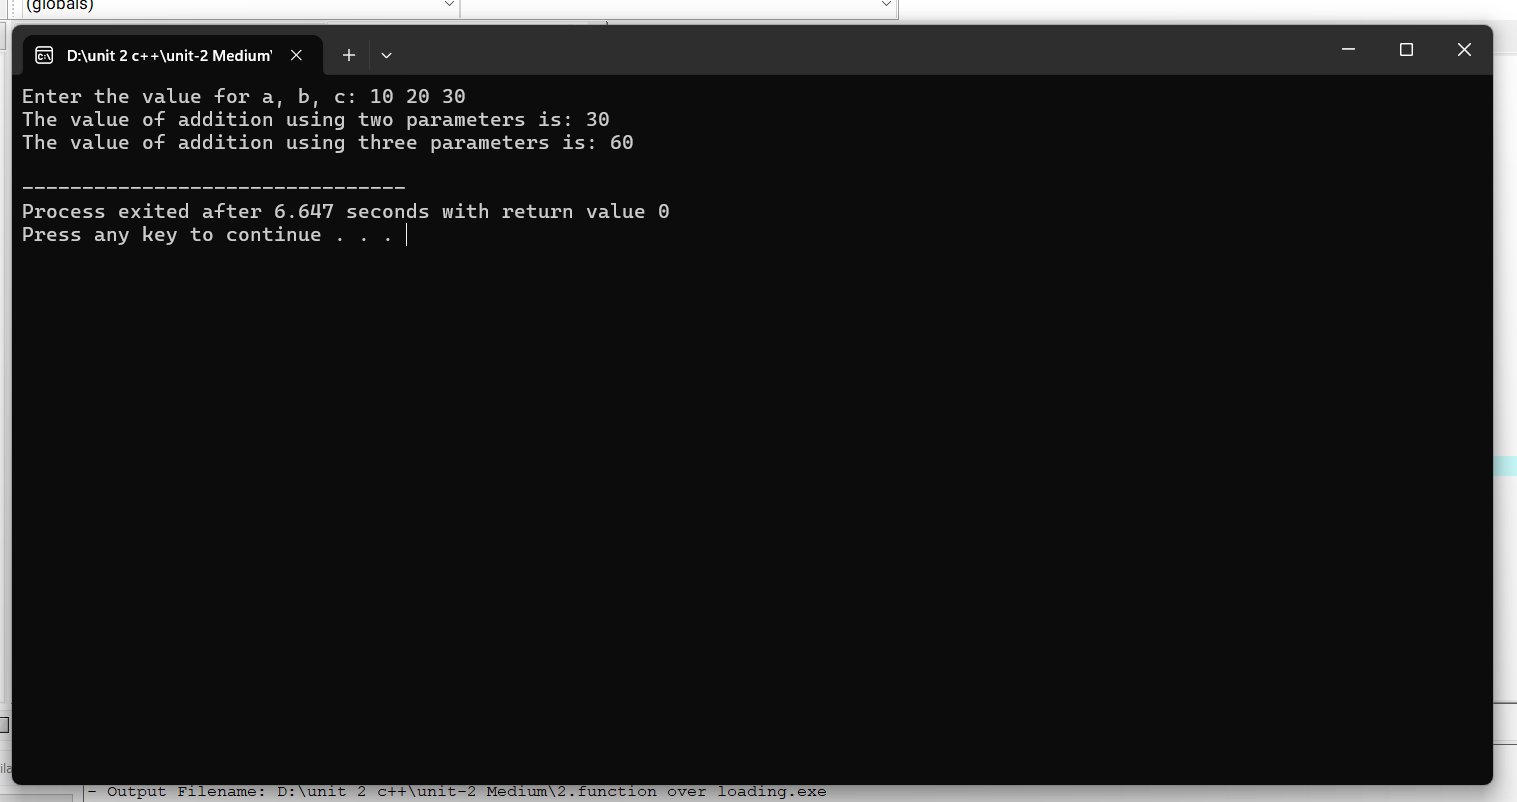 (globals)
D:\unit 2 c++\unit-2 Medium'
Enter the value for a, b, c: 10 20 30
The value of addition using two parameters is: 30
The value of addition using three parameters is: 60
--------------------------------
Process exited after 6.647 seconds with return value 0
Press any key to continue . . .
- Output Filename: D:\unit 2 c++\unit-2 Medium\2.function over loading.exe